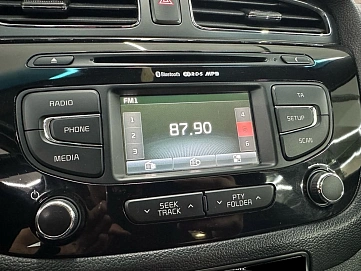 Bluetooth RDS MP3
RADIO
PHONE
MEDIA
FM1
87.90
1
2
3
4
6
TA
SETUP
SCAN
SEEK
TRACK
PTY
FOLDER